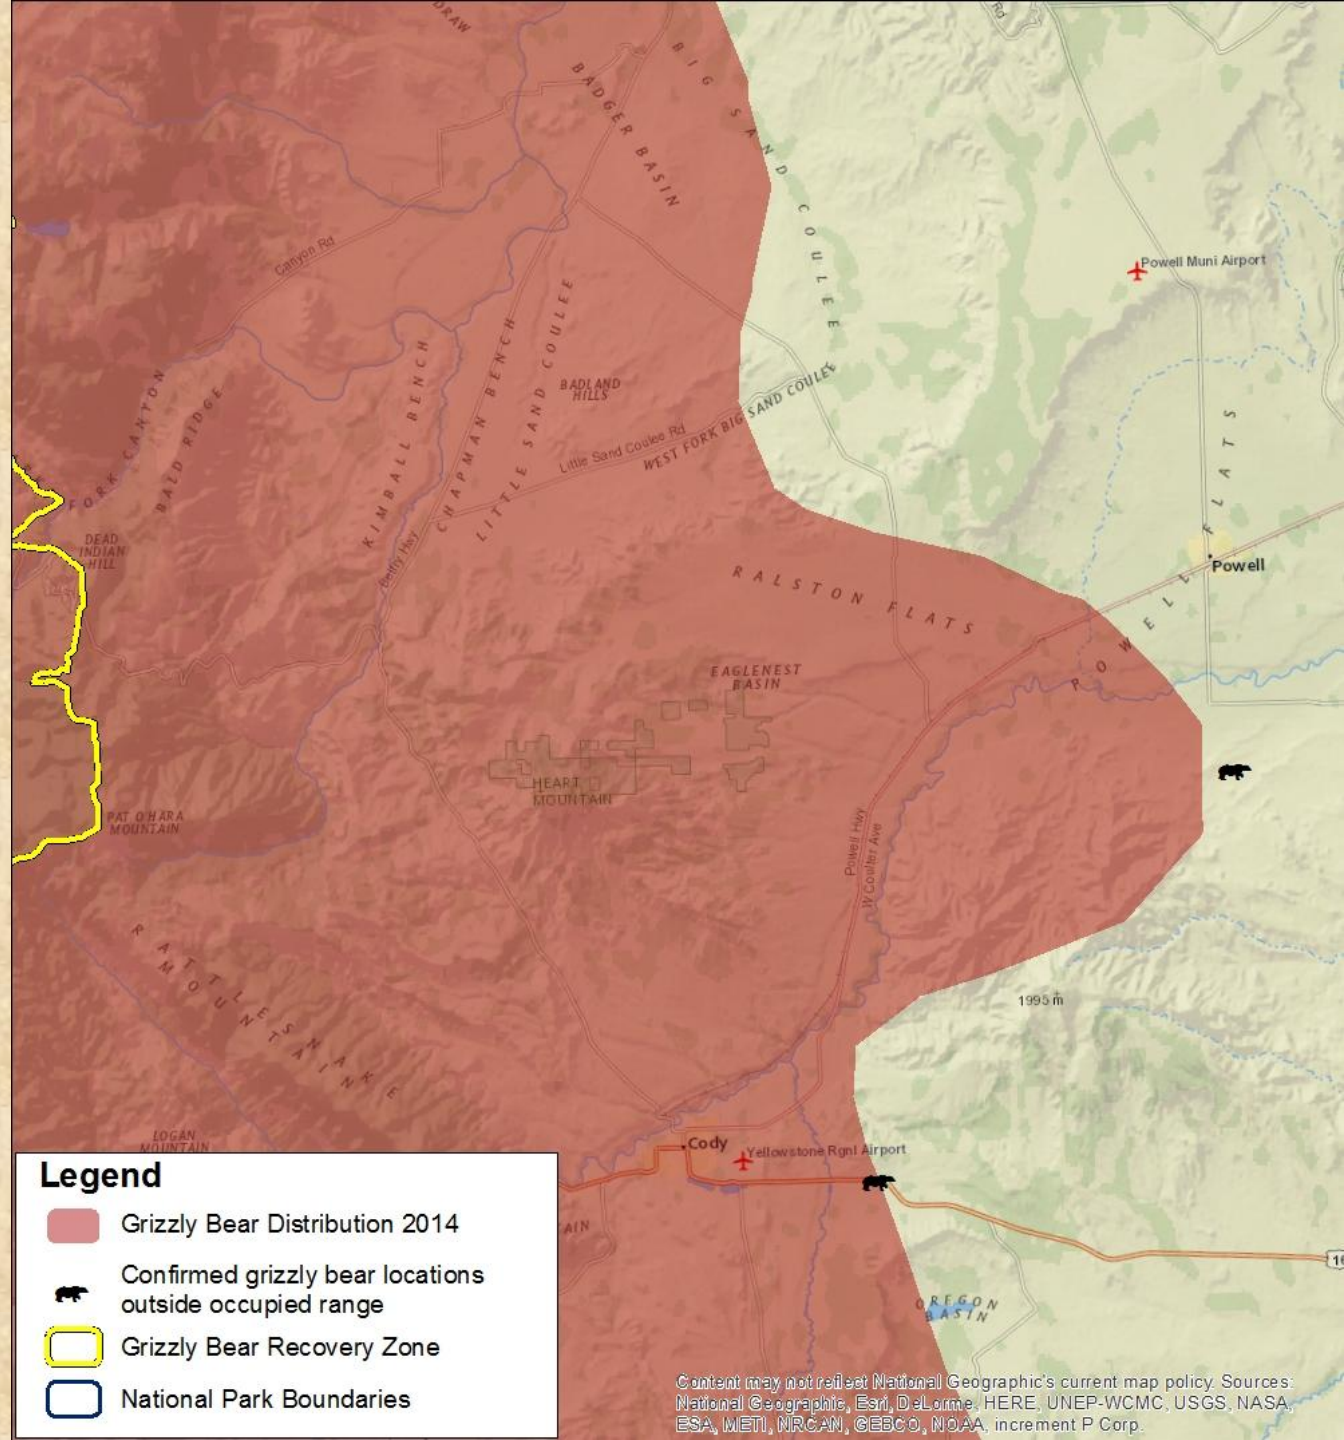 DRAW
Rd
BIG SAND COULEE
BADGER BASIN
Canyon Rd
Powell Muni Airport
KIMBALL BENCH
CHAPMAN BENCH
LITTLE SAND COULEE
BADLAND
HILLS
Little Sand Coulee Rd
WEST FORK BIG SAND COULEE
FORK CANYON
BALD RIDGE
DEAD
INDIAN
HILL
Belfry Hwy
POWELL FLATS
Powell
RALSTON FLATS
EAGLENEST
BASIN
HEART
MOUNTAIN
PAT O'HARA
MOUNTAIN
Powell Hwy
W Coulter Ave
RATTLESNAKE
MOUNTAIN
1995 m
LOGAN
MOUNTAIN
Cody
Yellowstone Rgnl Airport
AIN
16
OREGON
BASIN
Legend
Grizzly Bear Distribution 2014
Confirmed grizzly bear locations
outside occupied range
Grizzly Bear Recovery Zone
National Park Boundaries
Content may not reflect National Geographic's current map policy. Sources:
National Geographic, Esri, DeLorme, HERE, UNEP-WCMC, USGS, NASA,
ESA, METI, NRCAN, GEBCO, NOAA, increment P Corp.